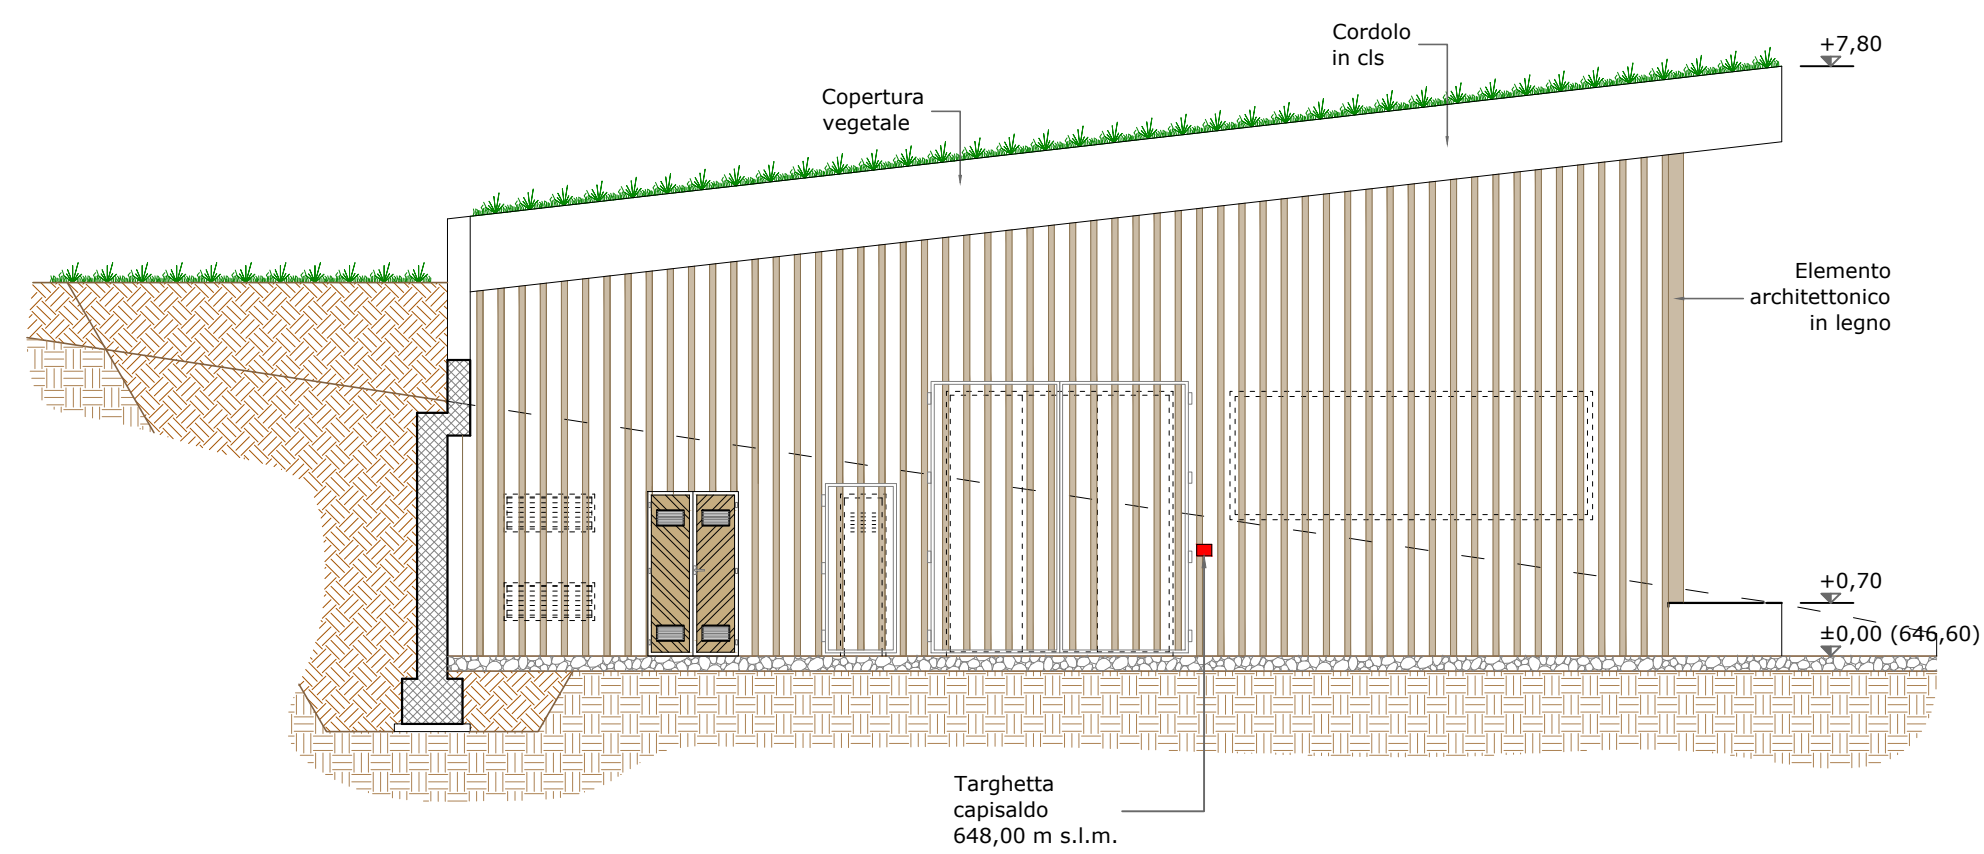 Cordolo
in cls
+7,80
Copertura
vegetale
Elemento
architettonico
in legno
+0,70
±0,00 (646,60)
Targhetta
capisaldo
648,00 m s.l.m.